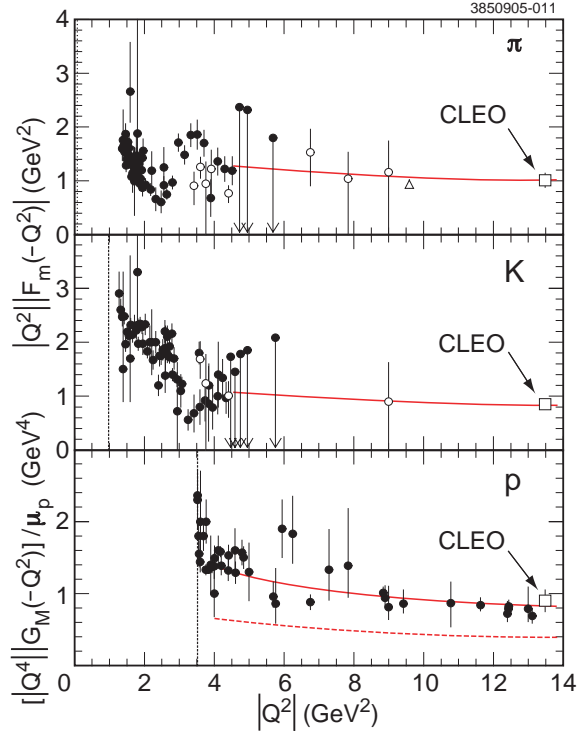 3850905-011
4
π
3
CLEO
2
1
0
|Q²||F_m(-Q²)| (GeV²)
K
3
2
CLEO
1
0
[|Q⁴||G_M(-Q²)|/μ_p (GeV⁴)
p
2
CLEO
1
0
0 2 4 6 8 10 12 14
|Q²| (GeV²)